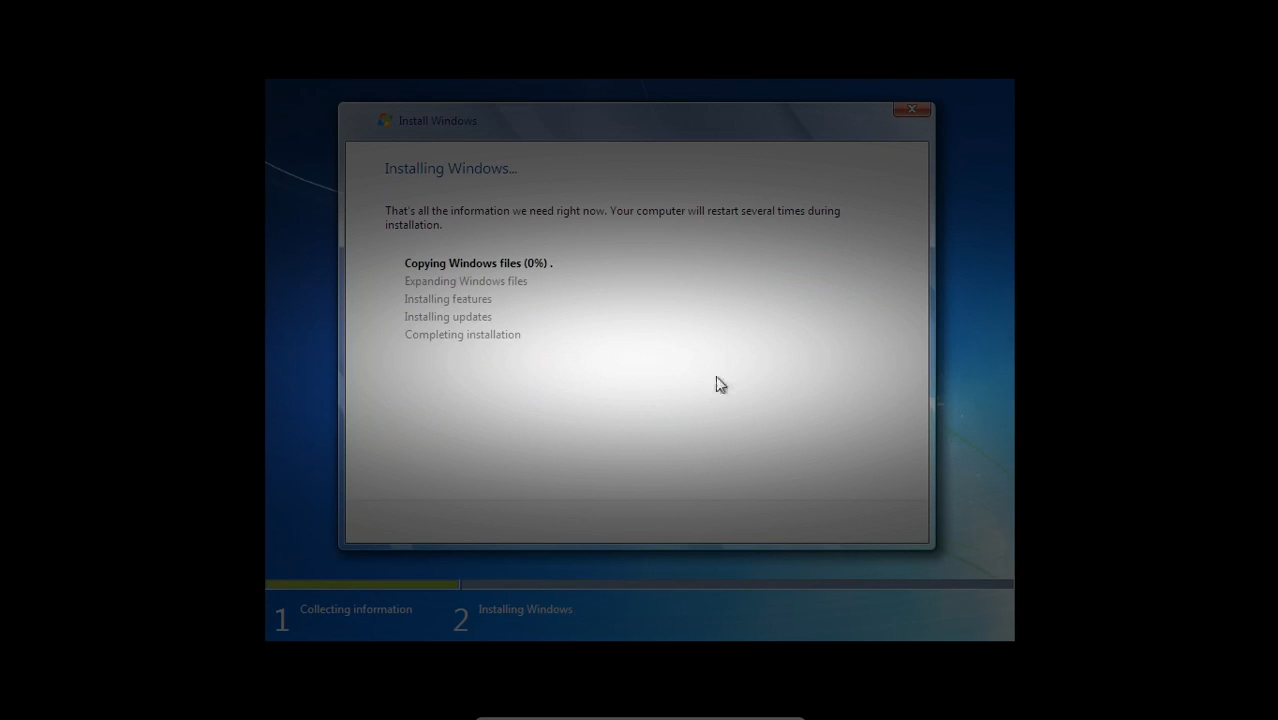 Install Windows
Installing Windows...
That's all the information we need right now. Your computer will restart several times during
installation.
Copying Windows files (0%) .
Expanding Windows files
Installing features
Installing updates
Completing installation
1 Collecting information
2 Installing Windows